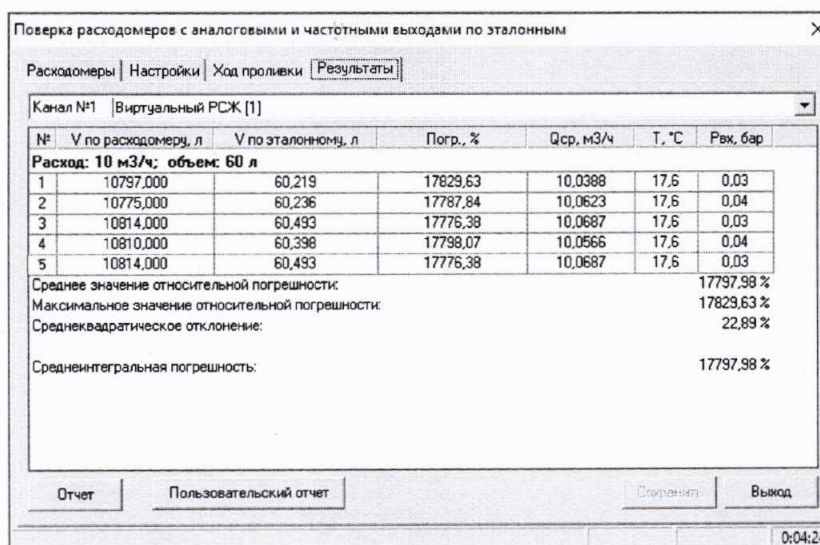 Поверка расходомеров с аналоговыми и частотными выходами по эталонным
Расходомеры Настройки Ход проливки Результаты
Канал №1 Виртуальный РСЖ [1]
№ V по расходомеру, л V по эталонному, л Погр., % Qср, м3/ч T, °C Рвх, бар
Расход: 10 м3/ч; объем: 60 л
1 10797,000 60,219 17829,63 10,0388 17,6 0,03
2 10775,000 60,236 17787,84 10,0623 17,6 0,04
3 10814,000 60,493 17776,38 10,0687 17,6 0,03
4 10810,000 60,398 17798,07 10,0566 17,6 0,04
5 10814,000 60,493 17776,38 10,0687 17,6 0,03
Среднее значение относительной погрешности: 17797,98 %
Максимальное значение относительной погрешности: 17829,63 %
Среднеквадратическое отклонение: 22,89 %
Среднеинтегральная погрешность: 17797,98 %
Отчет Пользовательский отчет Сохранить Выход
0:04:24